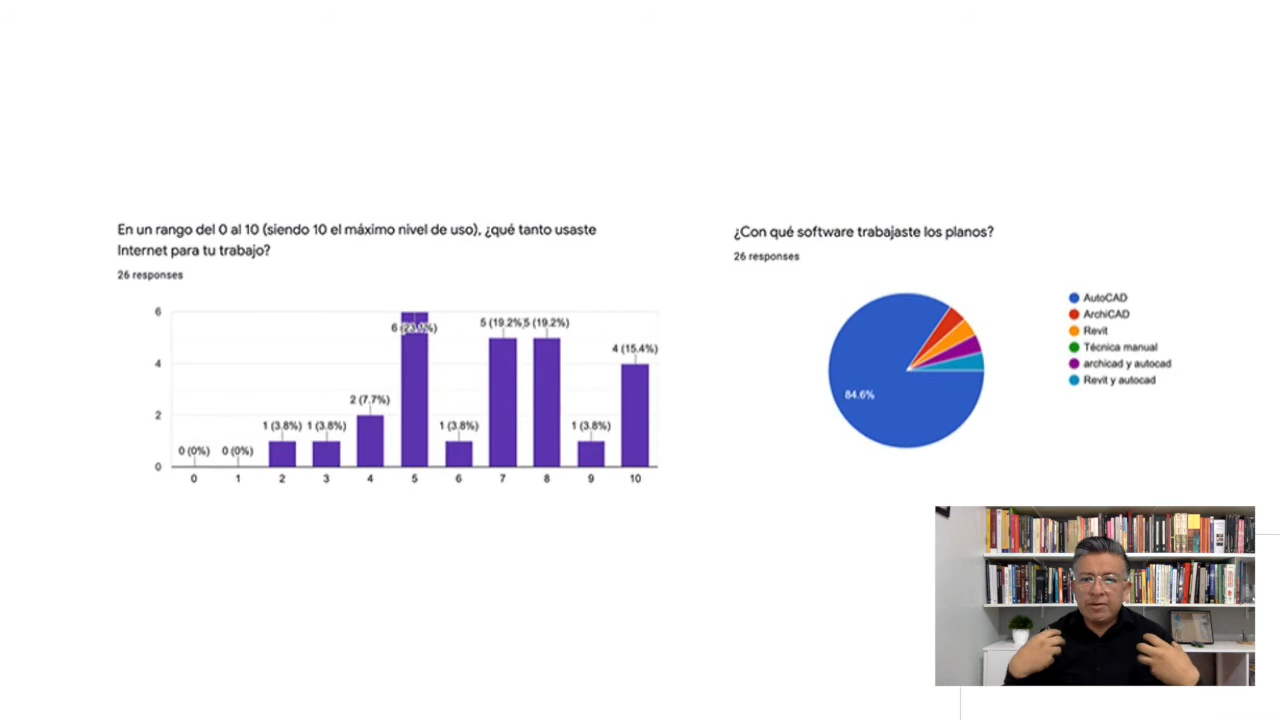 En un rango del 0 al 10 (siendo 10 el máximo nivel de uso), ¿qué tanto usaste
Internet para tu trabajo?
26 responses
6
4
2
0
0 (0%)
0 (0%)
1 (3.8%)
1 (3.8%)
2 (7.7%)
6 (23.1%)
1 (3.8%)
5 (19.2%)
5 (19.2%)
1 (3.8%)
4 (15.4%)
0 1 2 3 4 5 6 7 8 9 10
¿Con qué software trabajaste los planos?
26 responses
84.6%
AutoCAD
ArchiCAD
Revit
Técnica manual
archicad y autocad
Revit y autocad